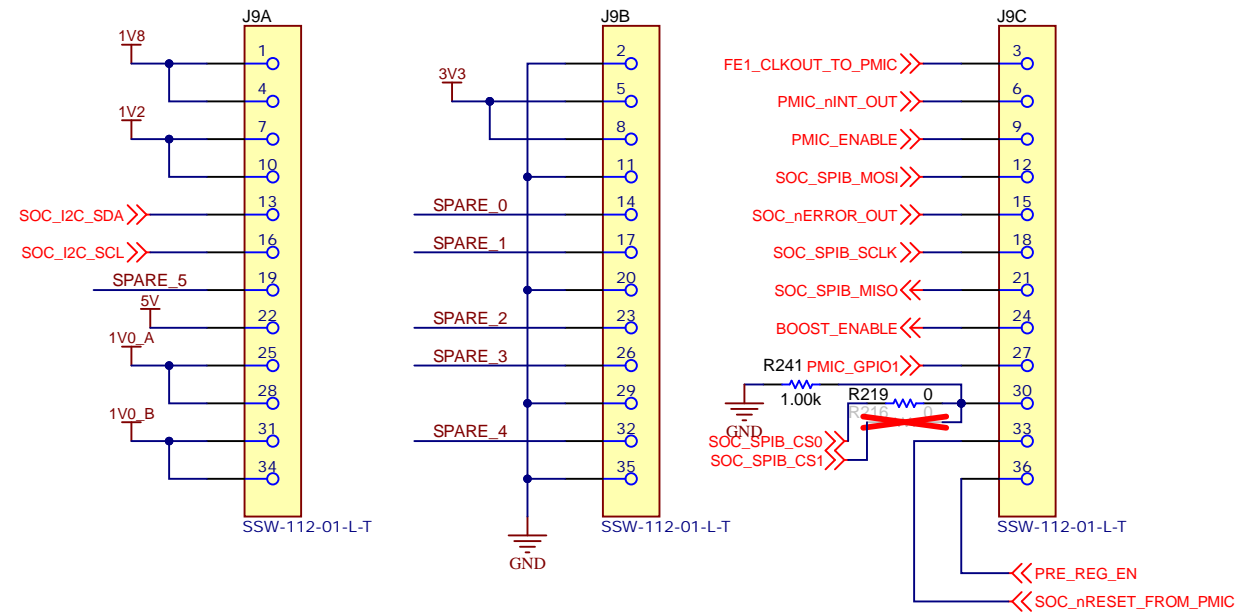 J9A
1V8
1
4
1V2
7
10
SOC_I2C_SDA
13
SOC_I2C_SCL
16
SPARE_5
19
5V
22
1V0_A
25
28
1V0_B
31
34
SSW-112-01-L-T
J9B
2
3V3
5
8
11
SPARE_0
14
SPARE_1
17
20
SPARE_2
23
SPARE_3
26
29
SPARE_4
32
35
SSW-112-01-L-T
GND
J9C
FE1_CLKOUT_TO_PMIC
3
PMIC_nINT_OUT
6
PMIC_ENABLE
9
SOC_SPIB_MOSI
12
SOC_nERROR_OUT
15
SOC_SPIB_SCLK
18
SOC_SPIB_MISO
21
BOOST_ENABLE
24
R241
PMIC_GPIO1
27
1.00k
R219 0
30
R216 0
GND
SOC_SPIB_CS0
33
SOC_SPIB_CS1
36
SSW-112-01-L-T
PRE_REG_EN
SOC_nRESET_FROM_PMIC